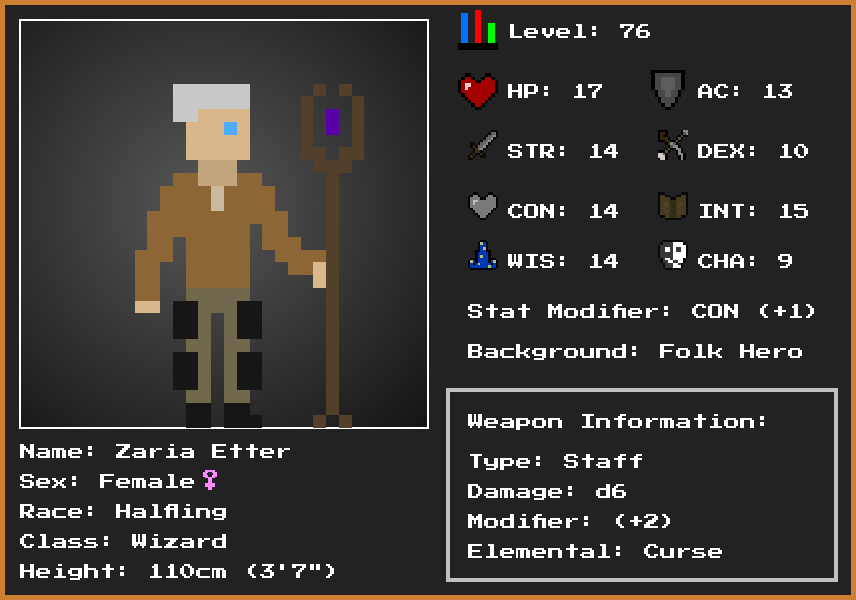 Level: 76
HP: 17 AC: 13
STR: 14 DEX: 10
CON: 14 INT: 15
WIS: 14 CHA: 9
Stat Modifier: CON (+1)
Background: Folk Hero
Weapon Information:
Type: Staff
Damage: d6
Modifier: (+2)
Elemental: Curse
Name: Zaria Etter
Sex: Female♀
Race: Halfling
Class: Wizard
Height: 110cm (3'7")